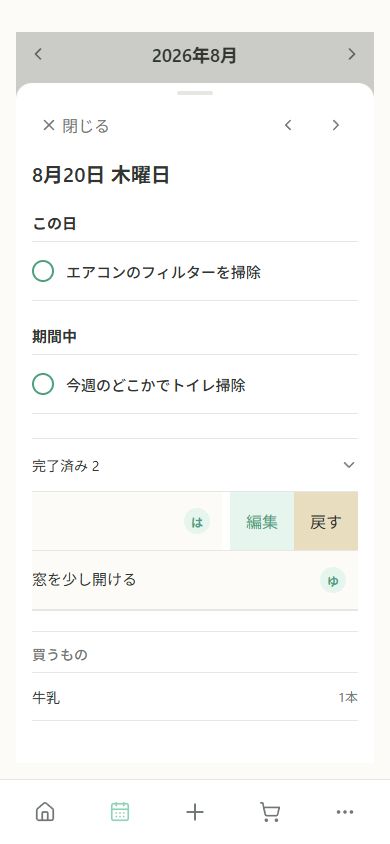 2026年8月
閉じる
8月20日 木曜日
この日
エアコンのフィルターを掃除
期間中
今週のどこかでトイレ掃除
完了済み 2
は 編集 戻す
窓を少し開ける ゆ
買うもの
牛乳 1本